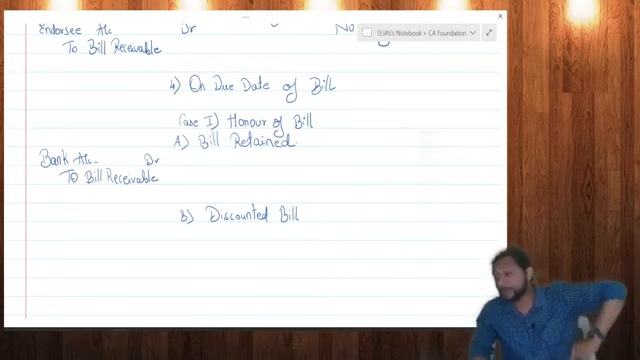 Endorsee A/c Dr No
To Bill Receivable
TEJAS's Notebook > CA Foundation
4) On Due Date of Bill
Case I) Honour of Bill
A) Bill Retained
Bank A/c Dr
To Bill Receivable
B) Discounted Bill